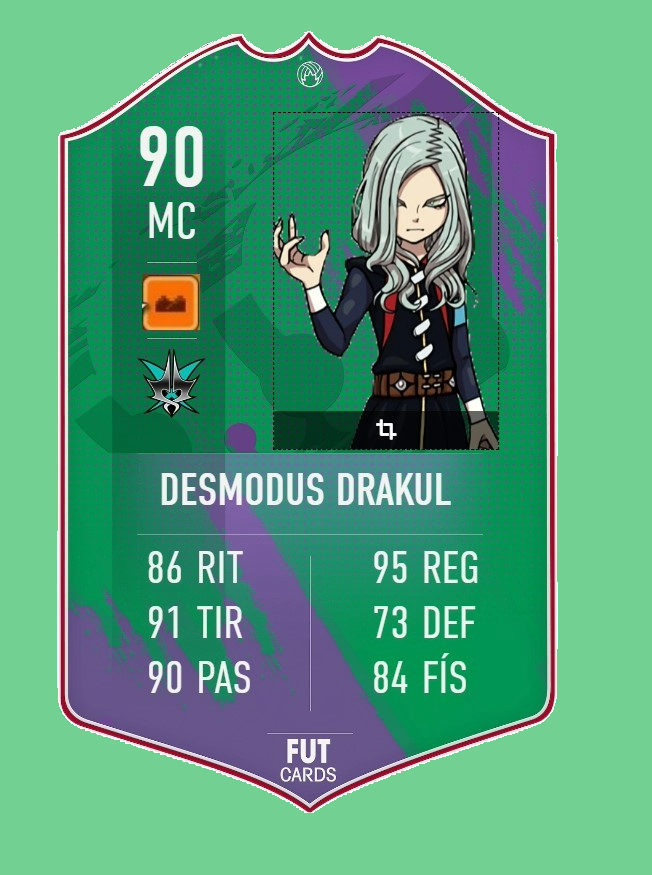 90
MC
DESMODUS DRAKUL
86 RIT
91 TIR
90 PAS
95 REG
73 DEF
84 FÍS
FUT
CARDS